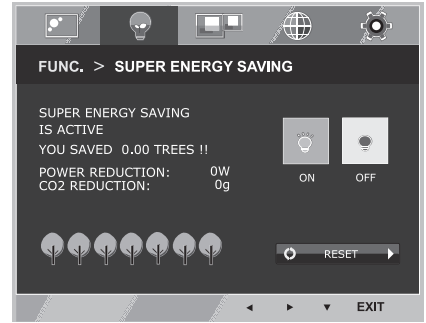 FUNC. > SUPER ENERGY SAVING
SUPER ENERGY SAVING
IS ACTIVE
YOU SAVED 0.00 TREES !!
POWER REDUCTION: 0W
CO2 REDUCTION: 0g
ON OFF
RESET
EXIT